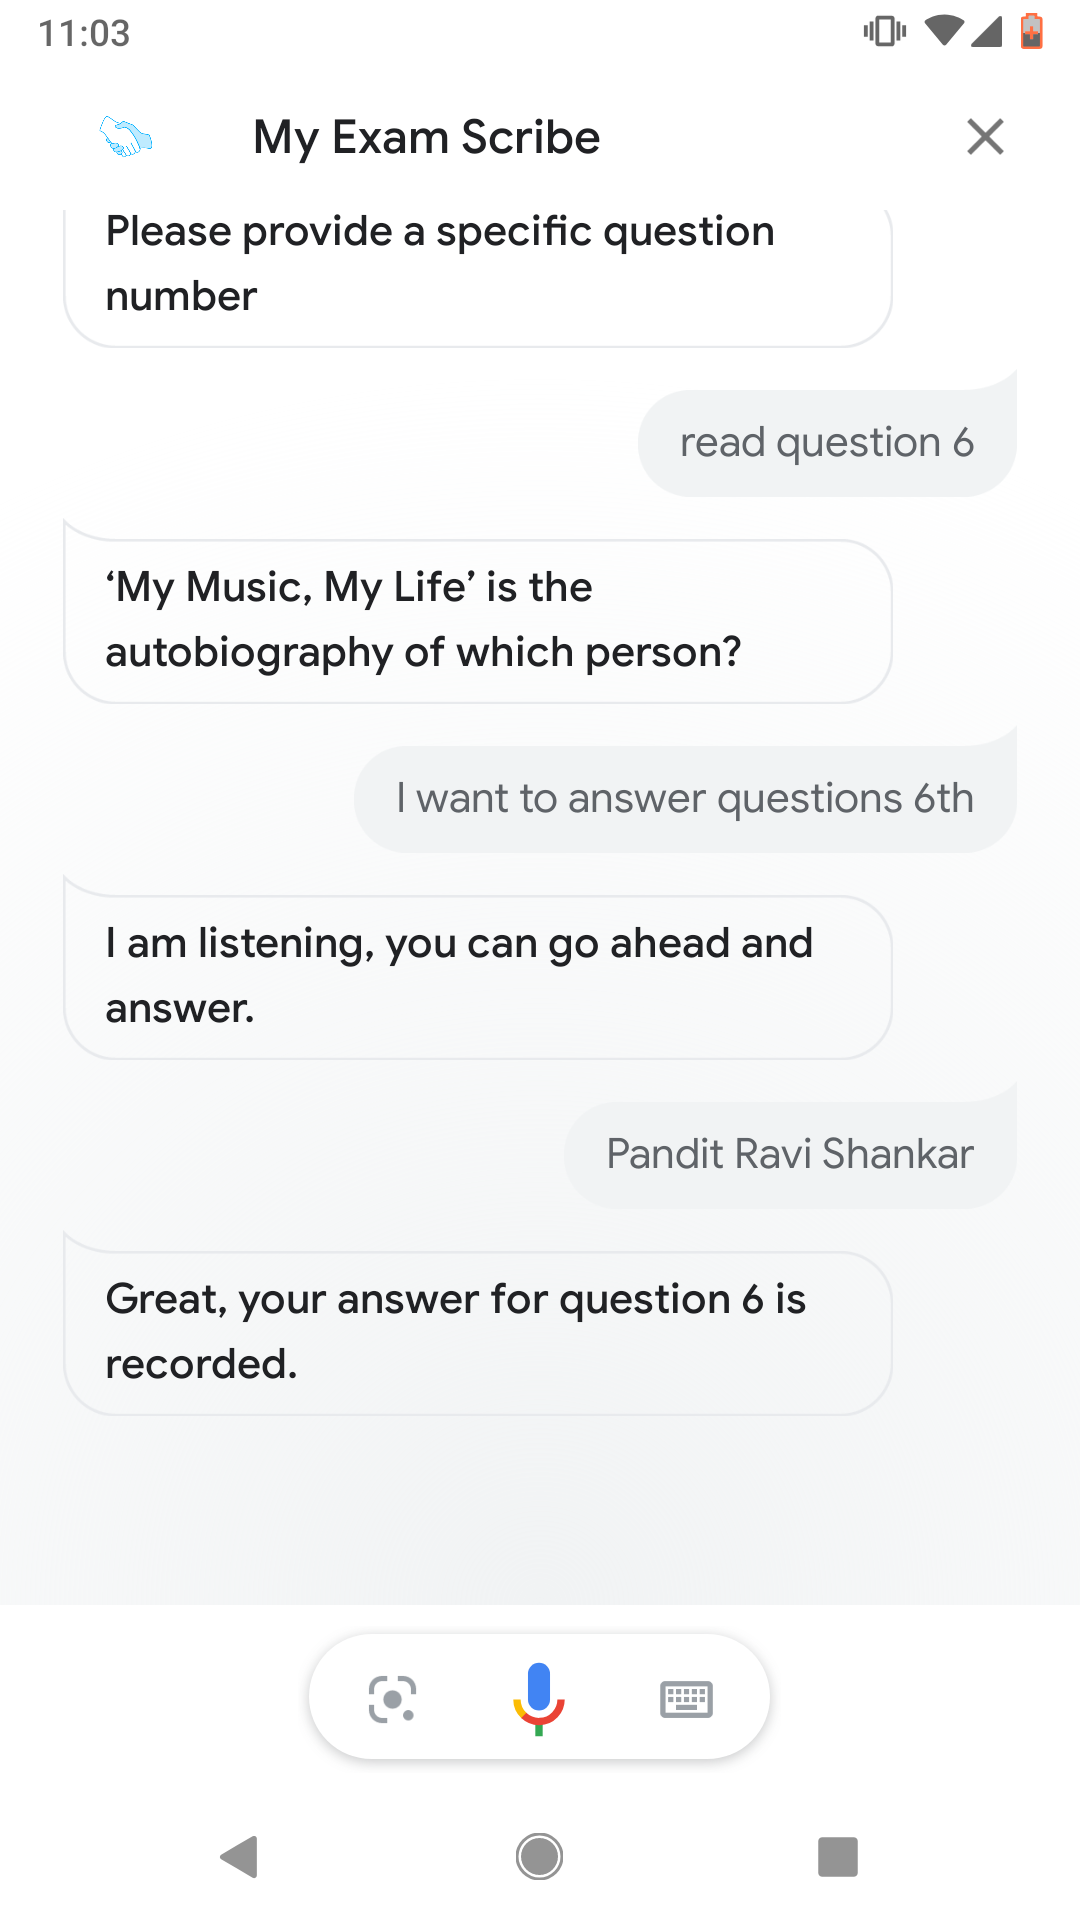 11:03
My Exam Scribe
Please provide a specific question
number
read question 6
‘My Music, My Life’ is the
autobiography of which person?
I want to answer questions 6th
I am listening, you can go ahead and
answer.
Pandit Ravi Shankar
Great, your answer for question 6 is
recorded.